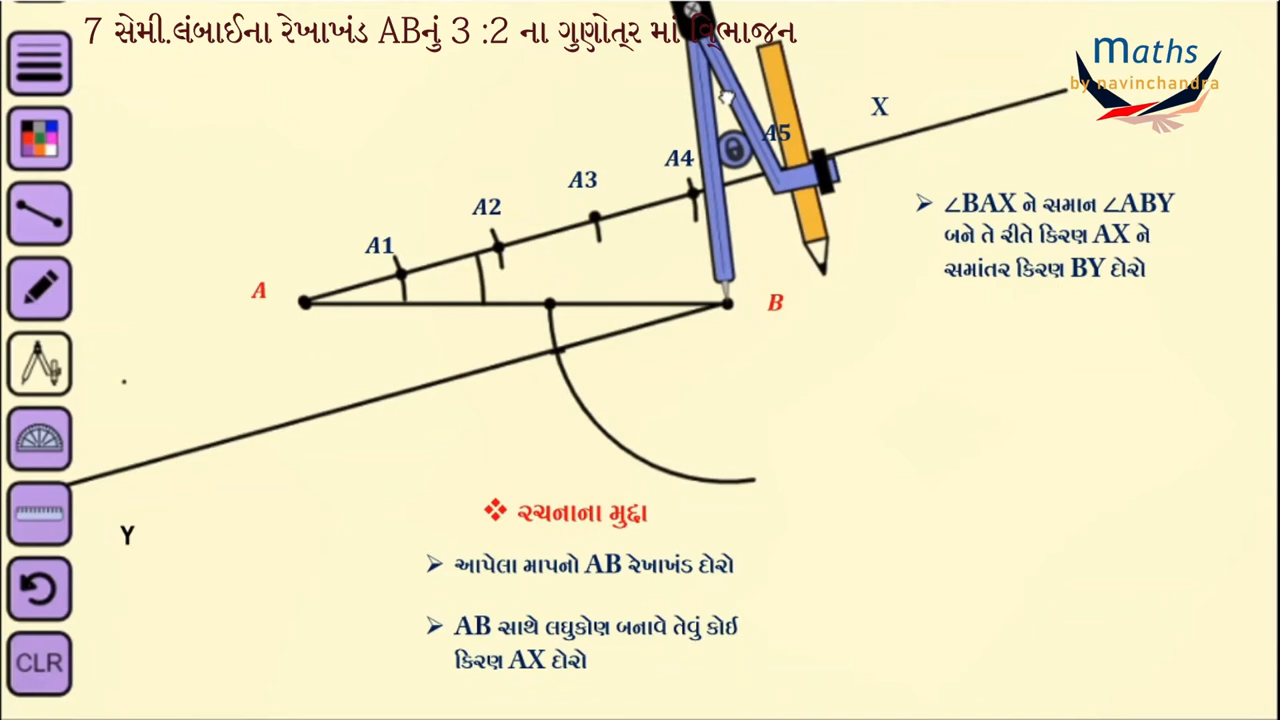 7 સેમી.લંબાઈના રેખાખંડ ABનું 3 :2 ના ગુણોત્ર માં વિ્ભાજન
maths
by navinchandra
X
A5
A4
A3
A2
A1
A
B
∠BAX ને સમાન ∠ABY
બને તે રીતે કિરણ AX ને
સમાંતર કિરણ BY દોરો
Y
રચનાના મુદ્દા
આપેલા માપનો AB રેખાખંડ દોરો
AB સાથે લઘુકોણ બનાવે તેવું કોઈ
કિરણ AX દોરો
CLR